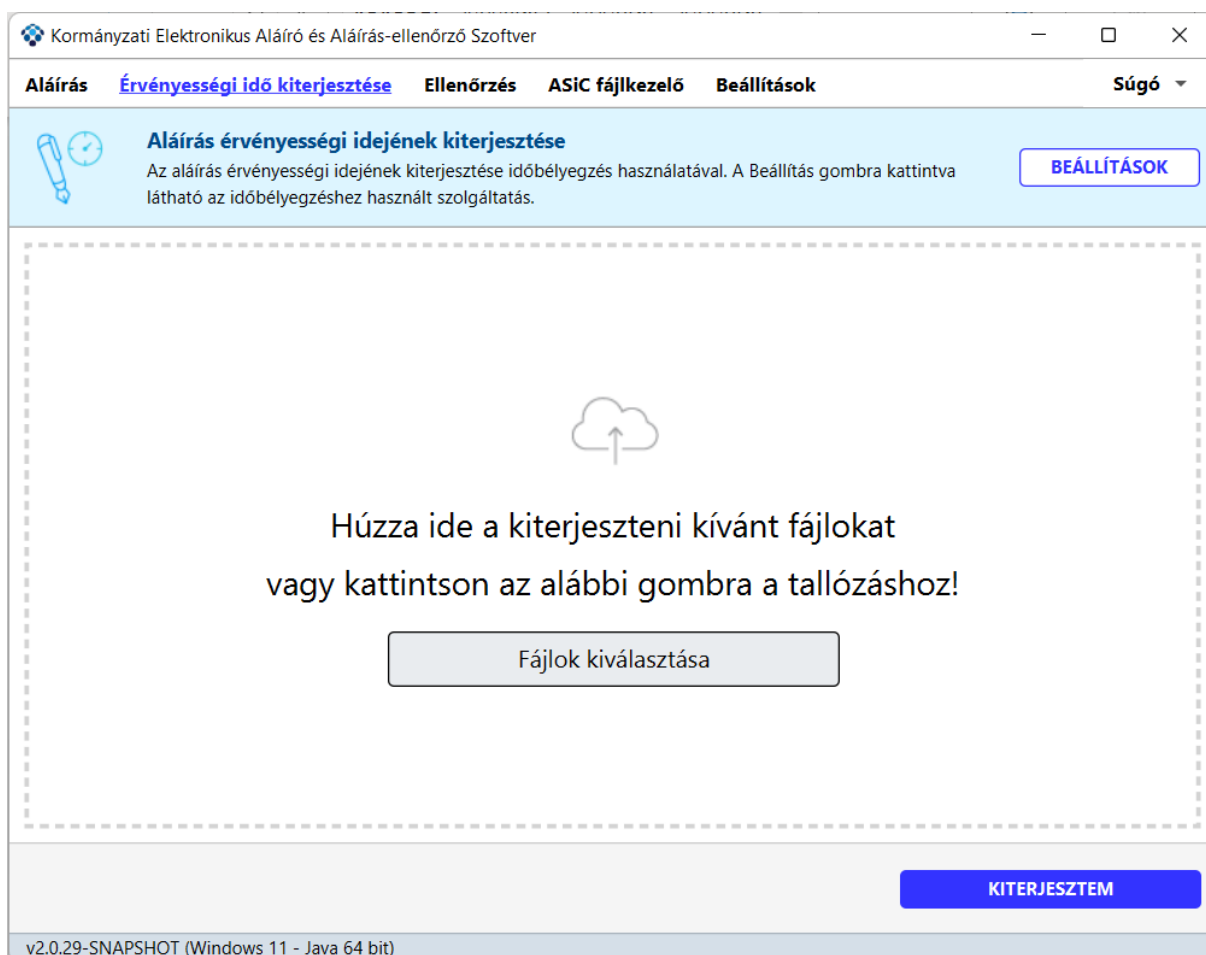 Kormányzati Elektronikus Aláíró és Aláírás-ellenőrző Szoftver
Aláírás Érvényességi idő kiterjesztése Ellenőrzés ASiC fájlkezelő Beállítások Súgó
Aláírás érvényességi idejének kiterjesztése
Az aláírás érvényességi idejének kiterjesztése időbélyegzés használatával. A Beállítás gombra kattintva
látható az időbélyegzéshez használt szolgáltatás.
BEÁLLÍTÁSOK
Húzza ide a kiterjeszteni kívánt fájlokat
vagy kattintson az alábbi gombra a tallózáshoz!
Fájlok kiválasztása
KITERJESZTEM
v2.0.29-SNAPSHOT (Windows 11 - Java 64 bit)